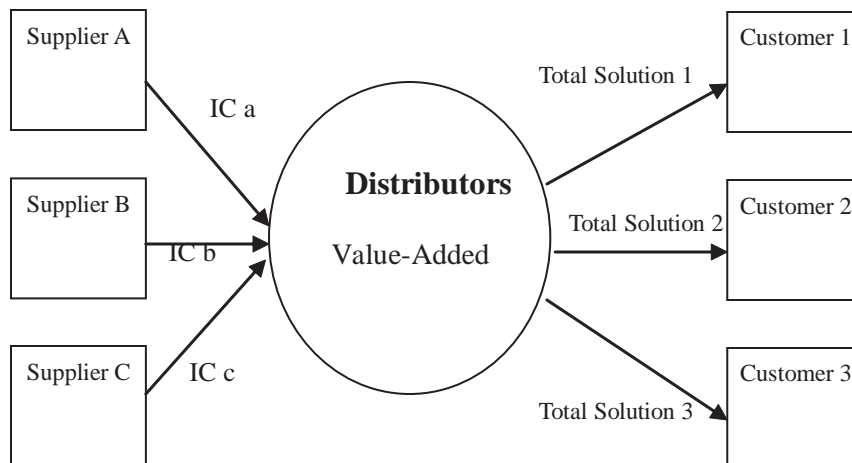 Supplier A
IC a
Supplier B
IC b
Supplier C
IC c
Distributors
Value-Added
Total Solution 1
Customer 1
Total Solution 2
Customer 2
Total Solution 3
Customer 3